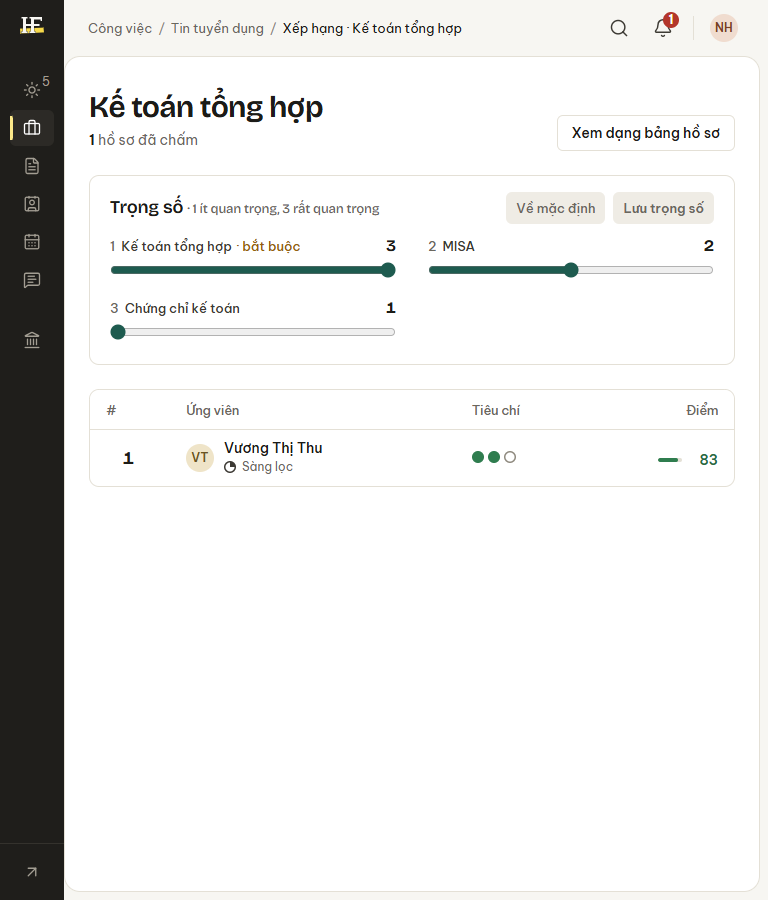 HF
Công việc / Tin tuyển dụng / Xếp hạng · Kế toán tổng hợp
1
NH
5
Kế toán tổng hợp
1 hồ sơ đã chấm
Xem dạng bảng hồ sơ
Trọng số · 1 ít quan trọng, 3 rất quan trọng
Về mặc định
Lưu trọng số
1 Kế toán tổng hợp · bắt buộc 3
2 MISA 2
3 Chứng chỉ kế toán 1
# Ứng viên Tiêu chí Điểm
1 VT Vương Thị Thu 83
Sàng lọc